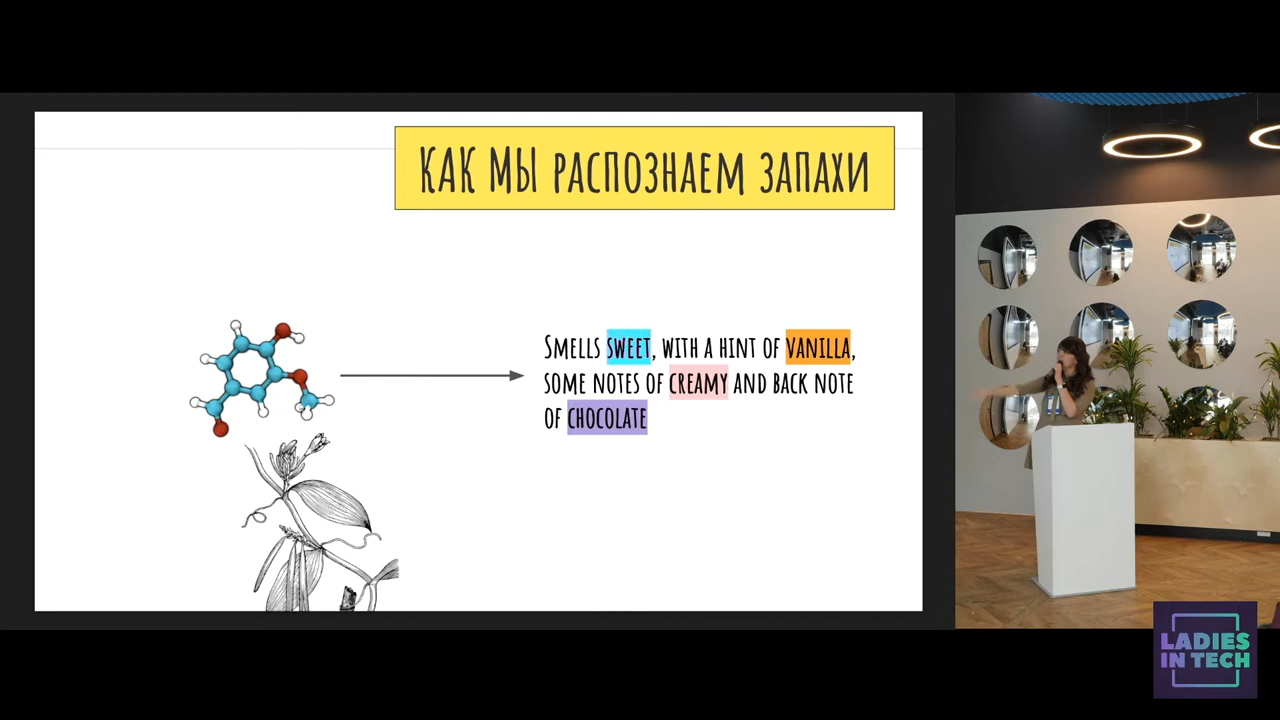 КАК МЫ РАСПОЗНАЕМ ЗАПАХИ
SMELLS SWEET, WITH A HINT OF VANILLA,
SOME NOTES OF CREAMY AND BACK NOTE
OF CHOCOLATE
LADIES
IN TECH